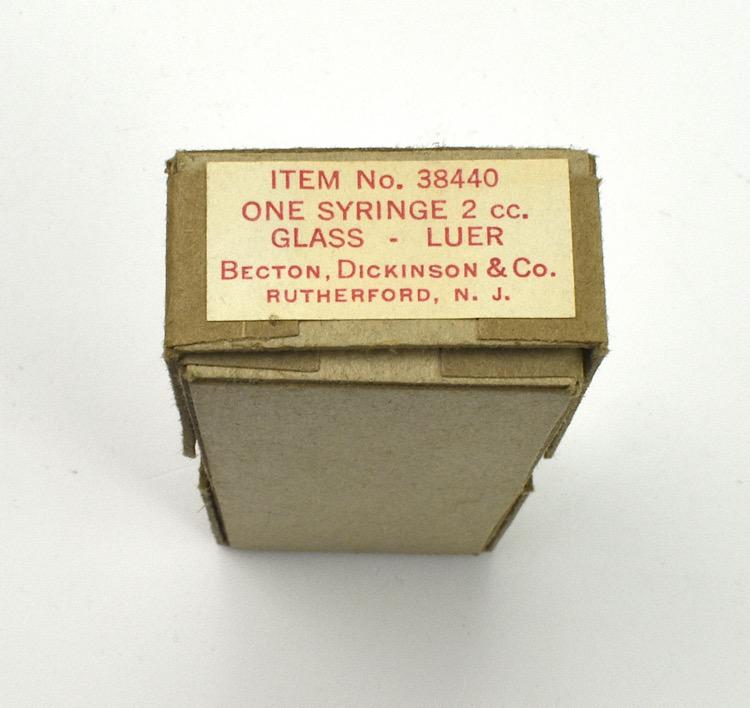 ITEM No. 38440
ONE SYRINGE 2 cc.
GLASS - LUER
BECTON, DICKINSON & Co.
RUTHERFORD, N. J.